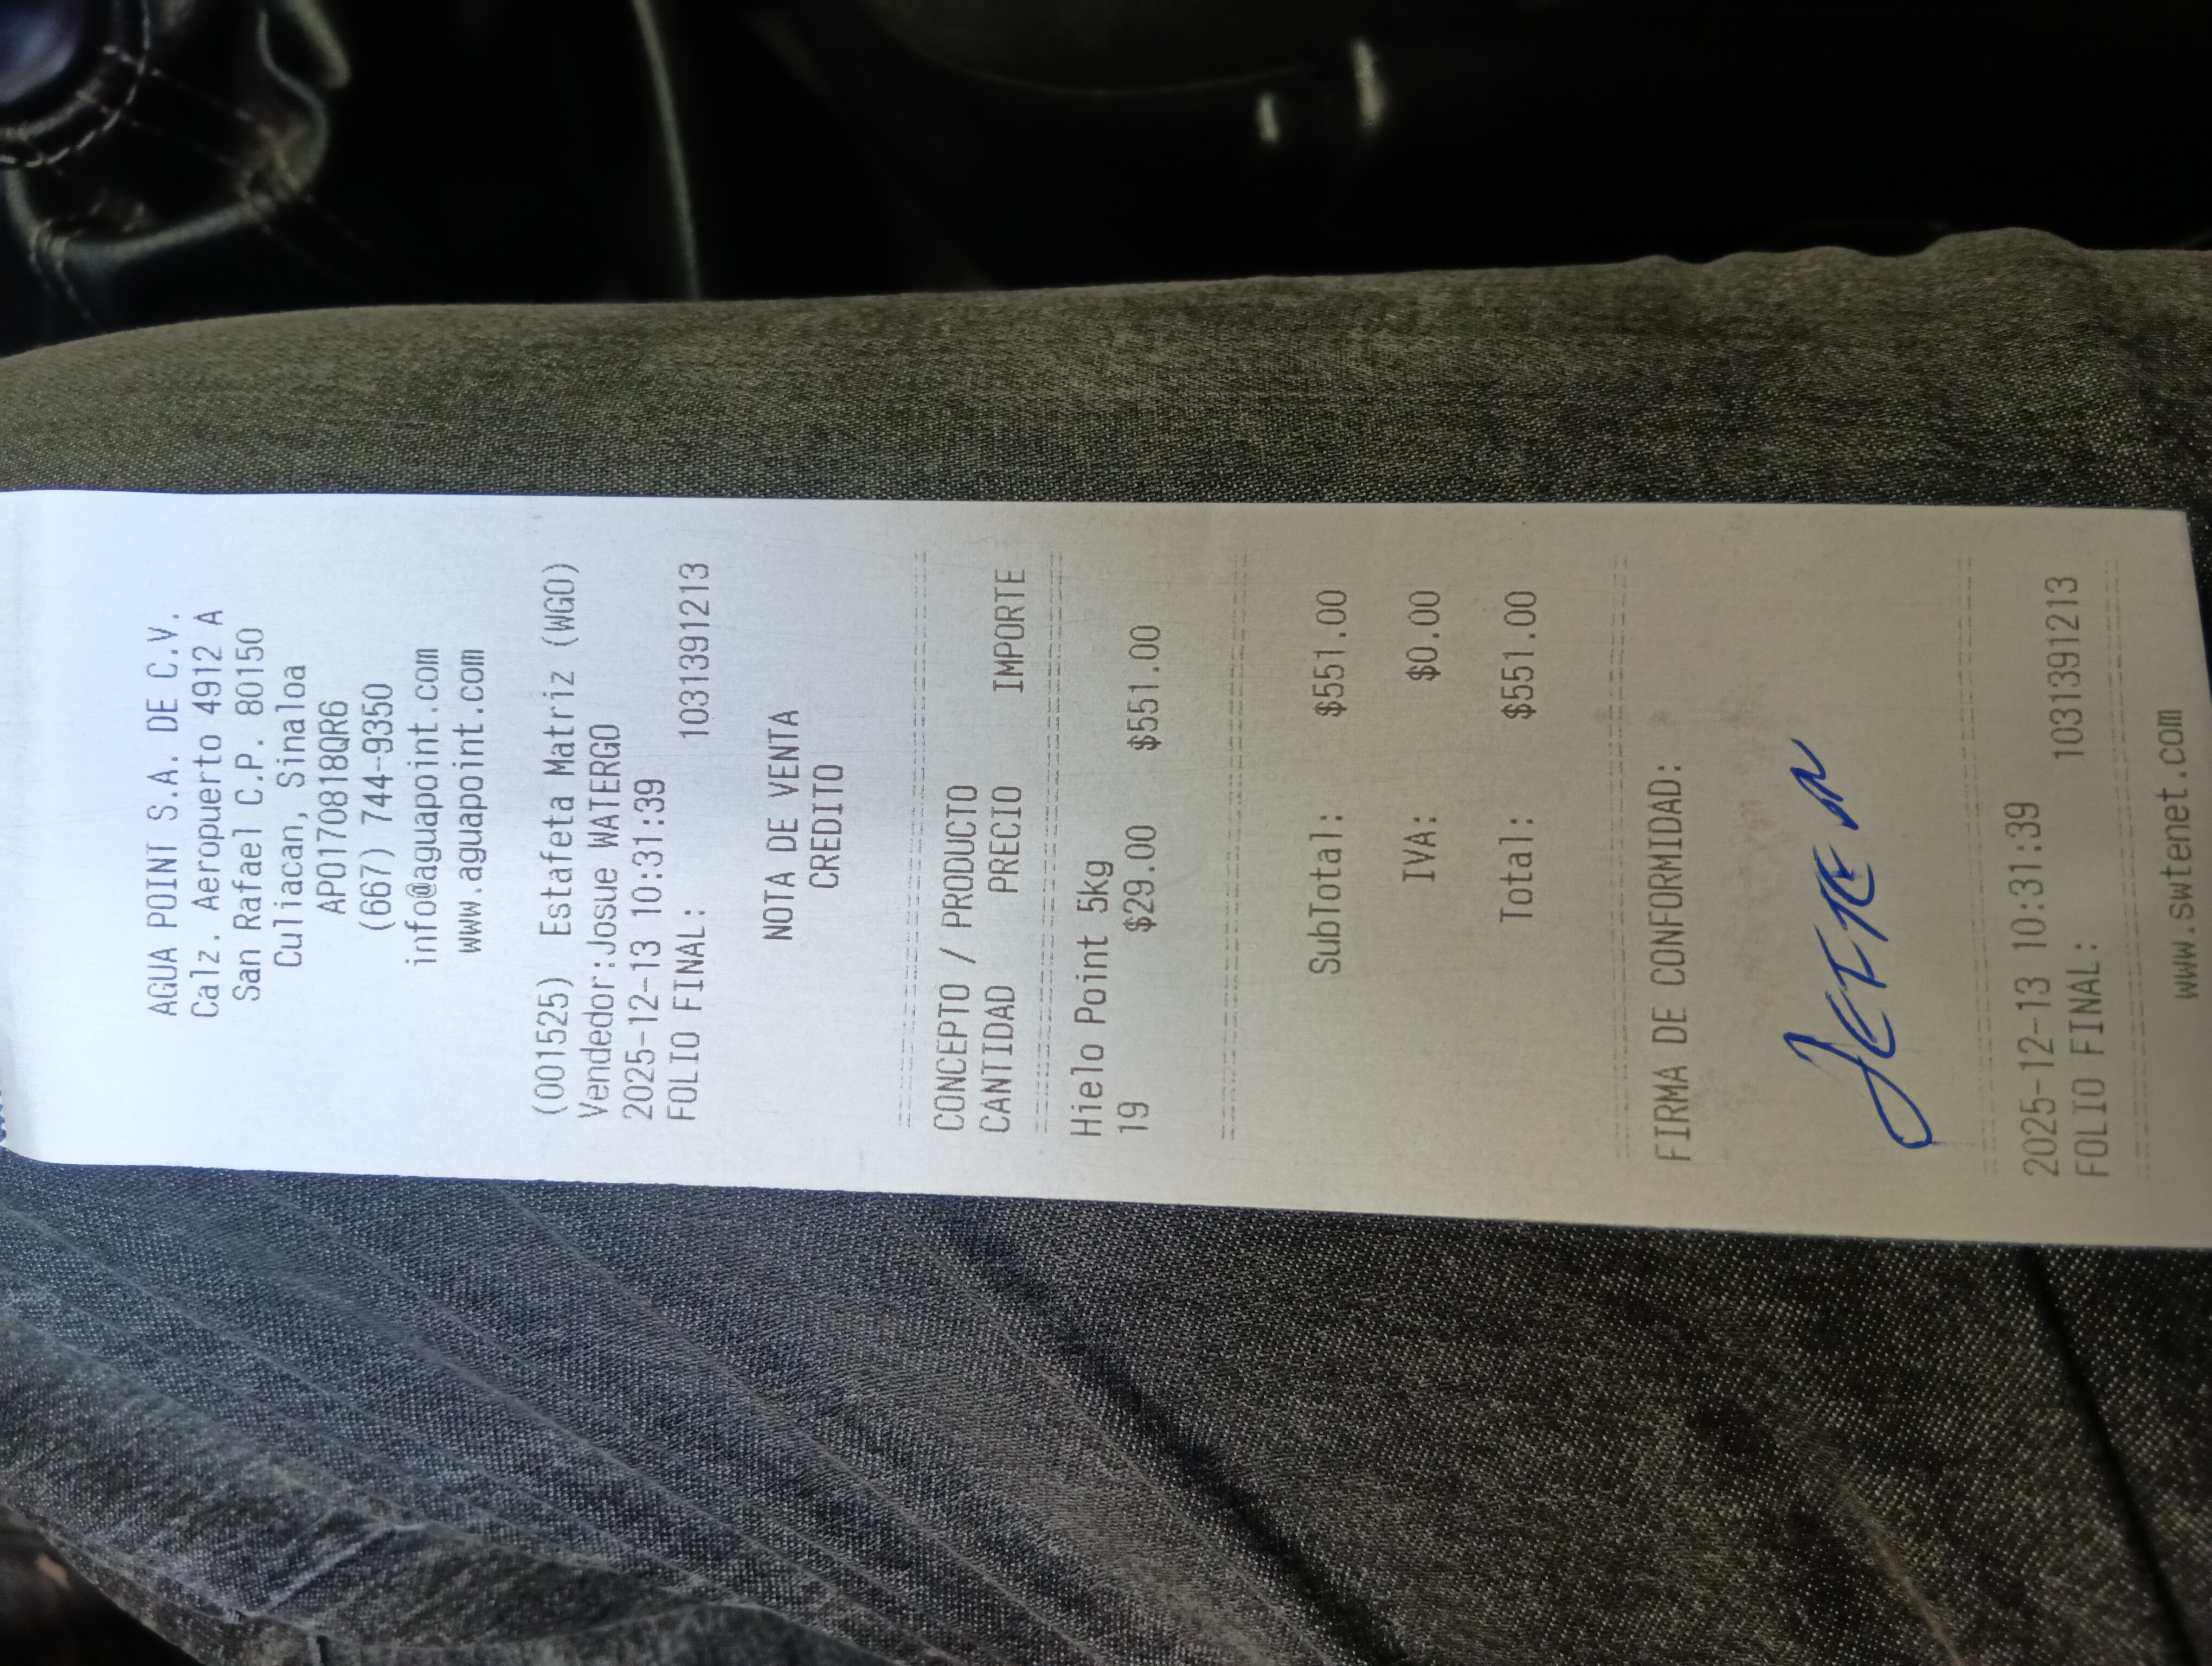 AGUA POINT S.A. DE C.V.
Calz. Aeropuerto 4912 A
San Rafael C.P. 80150
Culiacan, Sinaloa
APO170818QR6
(667) 744-9350
info@aguapoint.com
www.aguapoint.com
(001525) Estafeta Matriz (WGO)
Vendedor:Josue WATERGO
2025-12-13 10:31:39
FOLIO FINAL: 1031391213
NOTA DE VENTA
CREDITO
CONCEPTO / PRODUCTO
CANTIDAD PRECIO IMPORTE
Hielo Point 5kg
19 $29.00 $551.00
SubTotal: $551.00
IVA: $0.00
Total: $551.00
FIRMA DE CONFORMIDAD:
2025-12-13 10:31:39
FOLIO FINAL: 1031391213
www.swtenet.com